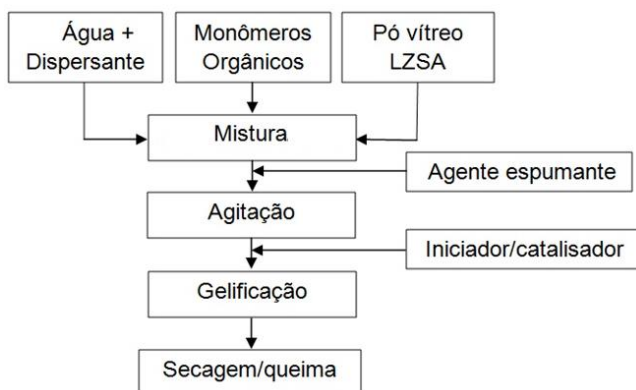 Água +
Dispersante
Monômeros
Orgânicos
Pó vítreo
LZSA
Mistura
Agente espumante
Agitação
Iniciador/catalisador
Gelificação
Secagem/queima